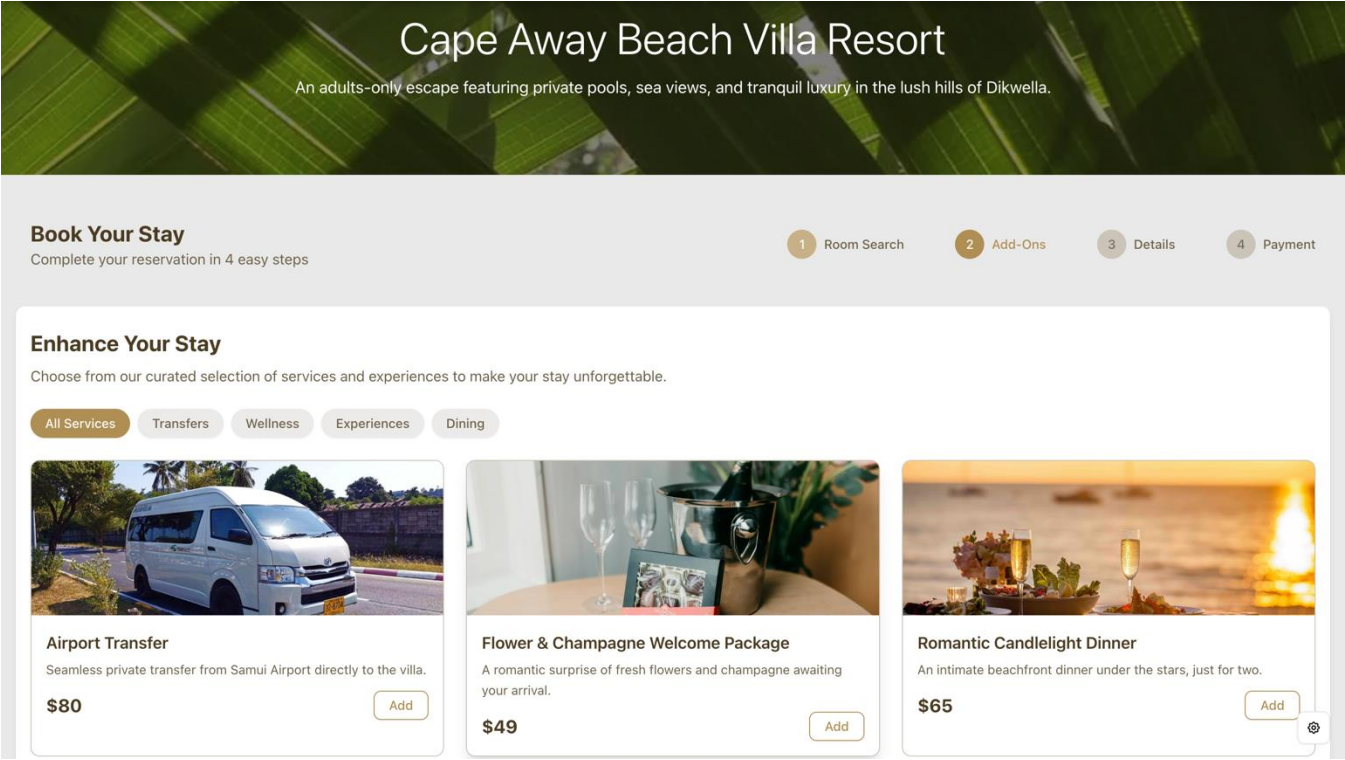 Cape Away Beach Villa Resort
An adults-only escape featuring private pools, sea views, and tranquil luxury in the lush hills of Dikwella.
Book Your Stay
Complete your reservation in 4 easy steps
1 Room Search 2 Add-Ons 3 Details 4 Payment
Enhance Your Stay
Choose from our curated selection of services and experiences to make your stay unforgettable.
All Services Transfers Wellness Experiences Dining
Airport Transfer
Seamless private transfer from Samui Airport directly to the villa.
$80 Add
Flower & Champagne Welcome Package
A romantic surprise of fresh flowers and champagne awaiting
your arrival.
$49 Add
Romantic Candlelight Dinner
An intimate beachfront dinner under the stars, just for two.
$65 Add